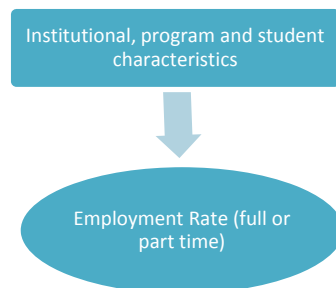 Institutional, program and student
characteristics
Employment Rate (full or
part time)